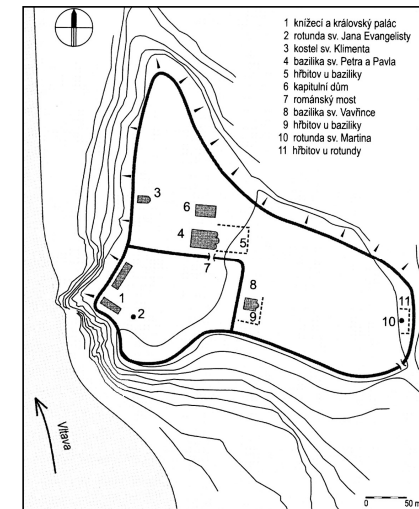 1 knížecí a královský palác
2 rotunda sv. Jana Evangelisty
3 kostel sv. Klimenta
4 bazilika sv. Petra a Pavla
5 hřbitov u baziliky
6 kapitulní dům
7 románský most
8 bazilika sv. Vavřince
9 hřbitov u baziliky
10 rotunda sv. Martina
11 hřbitov u rotundy
3
6
4
5
7
1
2
8
9
11
10
Vltava
0 50 m